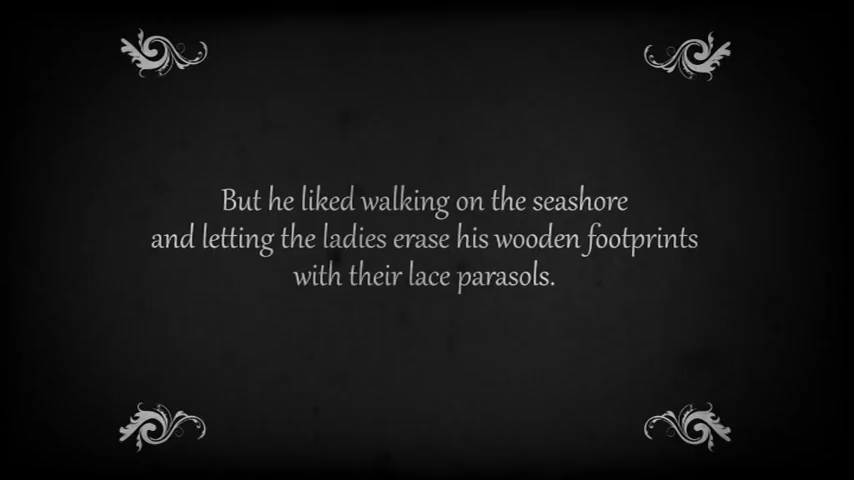 But he liked walking on the seashore
and letting the ladies erase his wooden footprints
with their lace parasols.